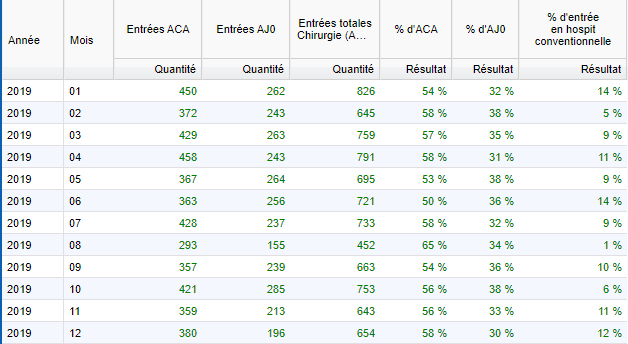 Année Mois Entrées ACA Entrées AJ0 Entrées totales Chirurgie (A... % d'ACA % d'AJ0 % d'entrée en hospit conventionnelle
Quantité Quantité Quantité Résultat Résultat Résultat
2019 01 450 262 826 54 % 32 % 14 %
2019 02 372 243 645 58 % 38 % 5 %
2019 03 429 263 759 57 % 35 % 9 %
2019 04 458 243 791 58 % 31 % 11 %
2019 05 367 264 695 53 % 38 % 9 %
2019 06 363 256 721 50 % 36 % 14 %
2019 07 428 237 733 58 % 32 % 9 %
2019 08 293 155 452 65 % 34 % 1 %
2019 09 357 239 663 54 % 36 % 10 %
2019 10 421 285 753 56 % 38 % 6 %
2019 11 359 213 643 56 % 33 % 11 %
2019 12 380 196 654 58 % 30 % 12 %